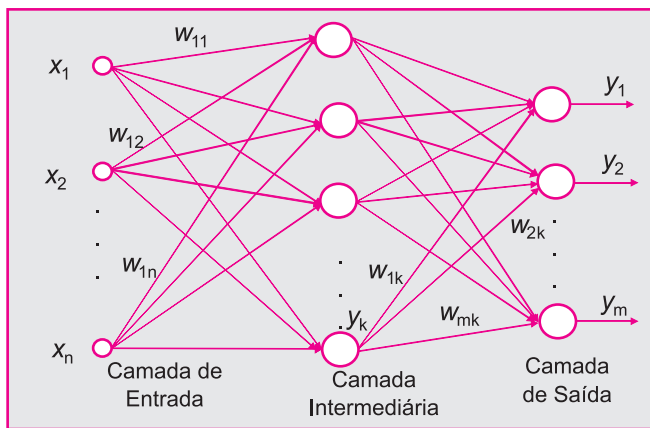 w11
x1
y1
w12
y2
x2
w2k
w1n
w1k
yk
wmk
ym
xn
Camada de
Entrada
Camada
Intermediária
Camada
de Saída